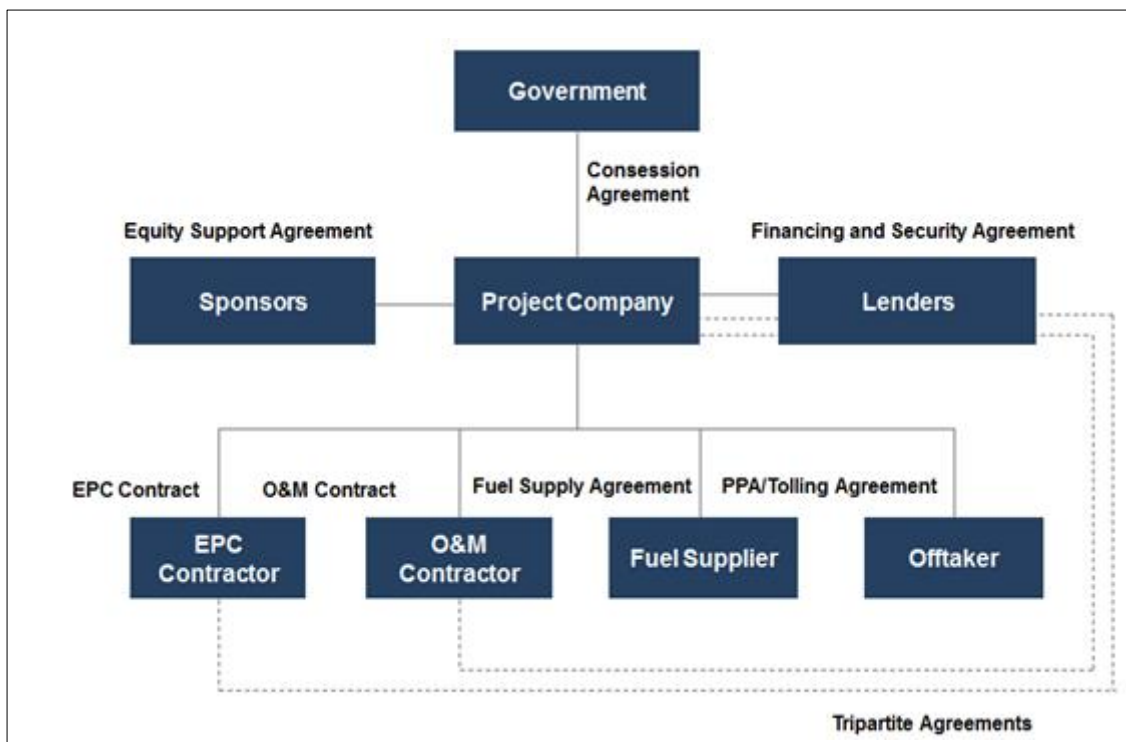 Government
Consession
Agreement
Equity Support Agreement
Financing and Security Agreement
Sponsors
Project Company
Lenders
EPC Contract
O&M Contract
Fuel Supply Agreement
PPA/Tolling Agreement
EPC
Contractor
O&M
Contractor
Fuel Supplier
Offtaker
Tripartite Agreements